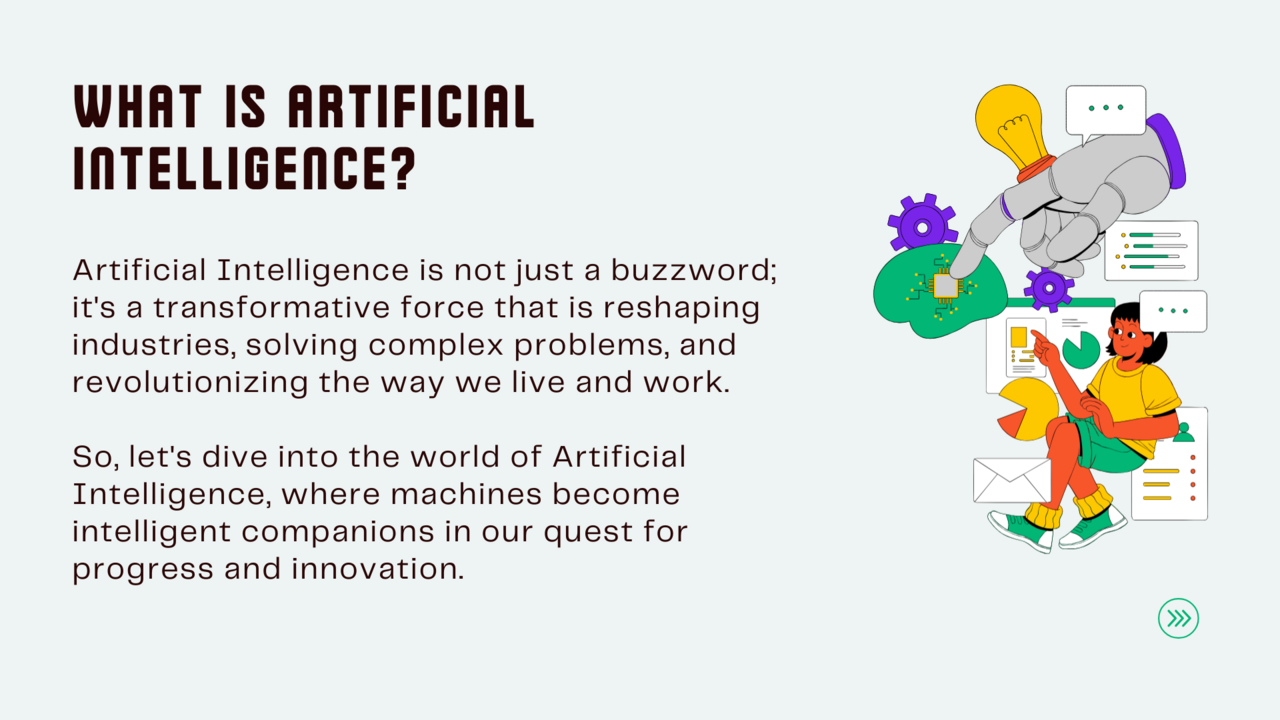 WHAT IS ARTIFICIAL
INTELLIGENCE?
Artificial Intelligence is not just a buzzword;
it's a transformative force that is reshaping
industries, solving complex problems, and
revolutionizing the way we live and work.
So, let's dive into the world of Artificial
Intelligence, where machines become
intelligent companions in our quest for
progress and innovation.